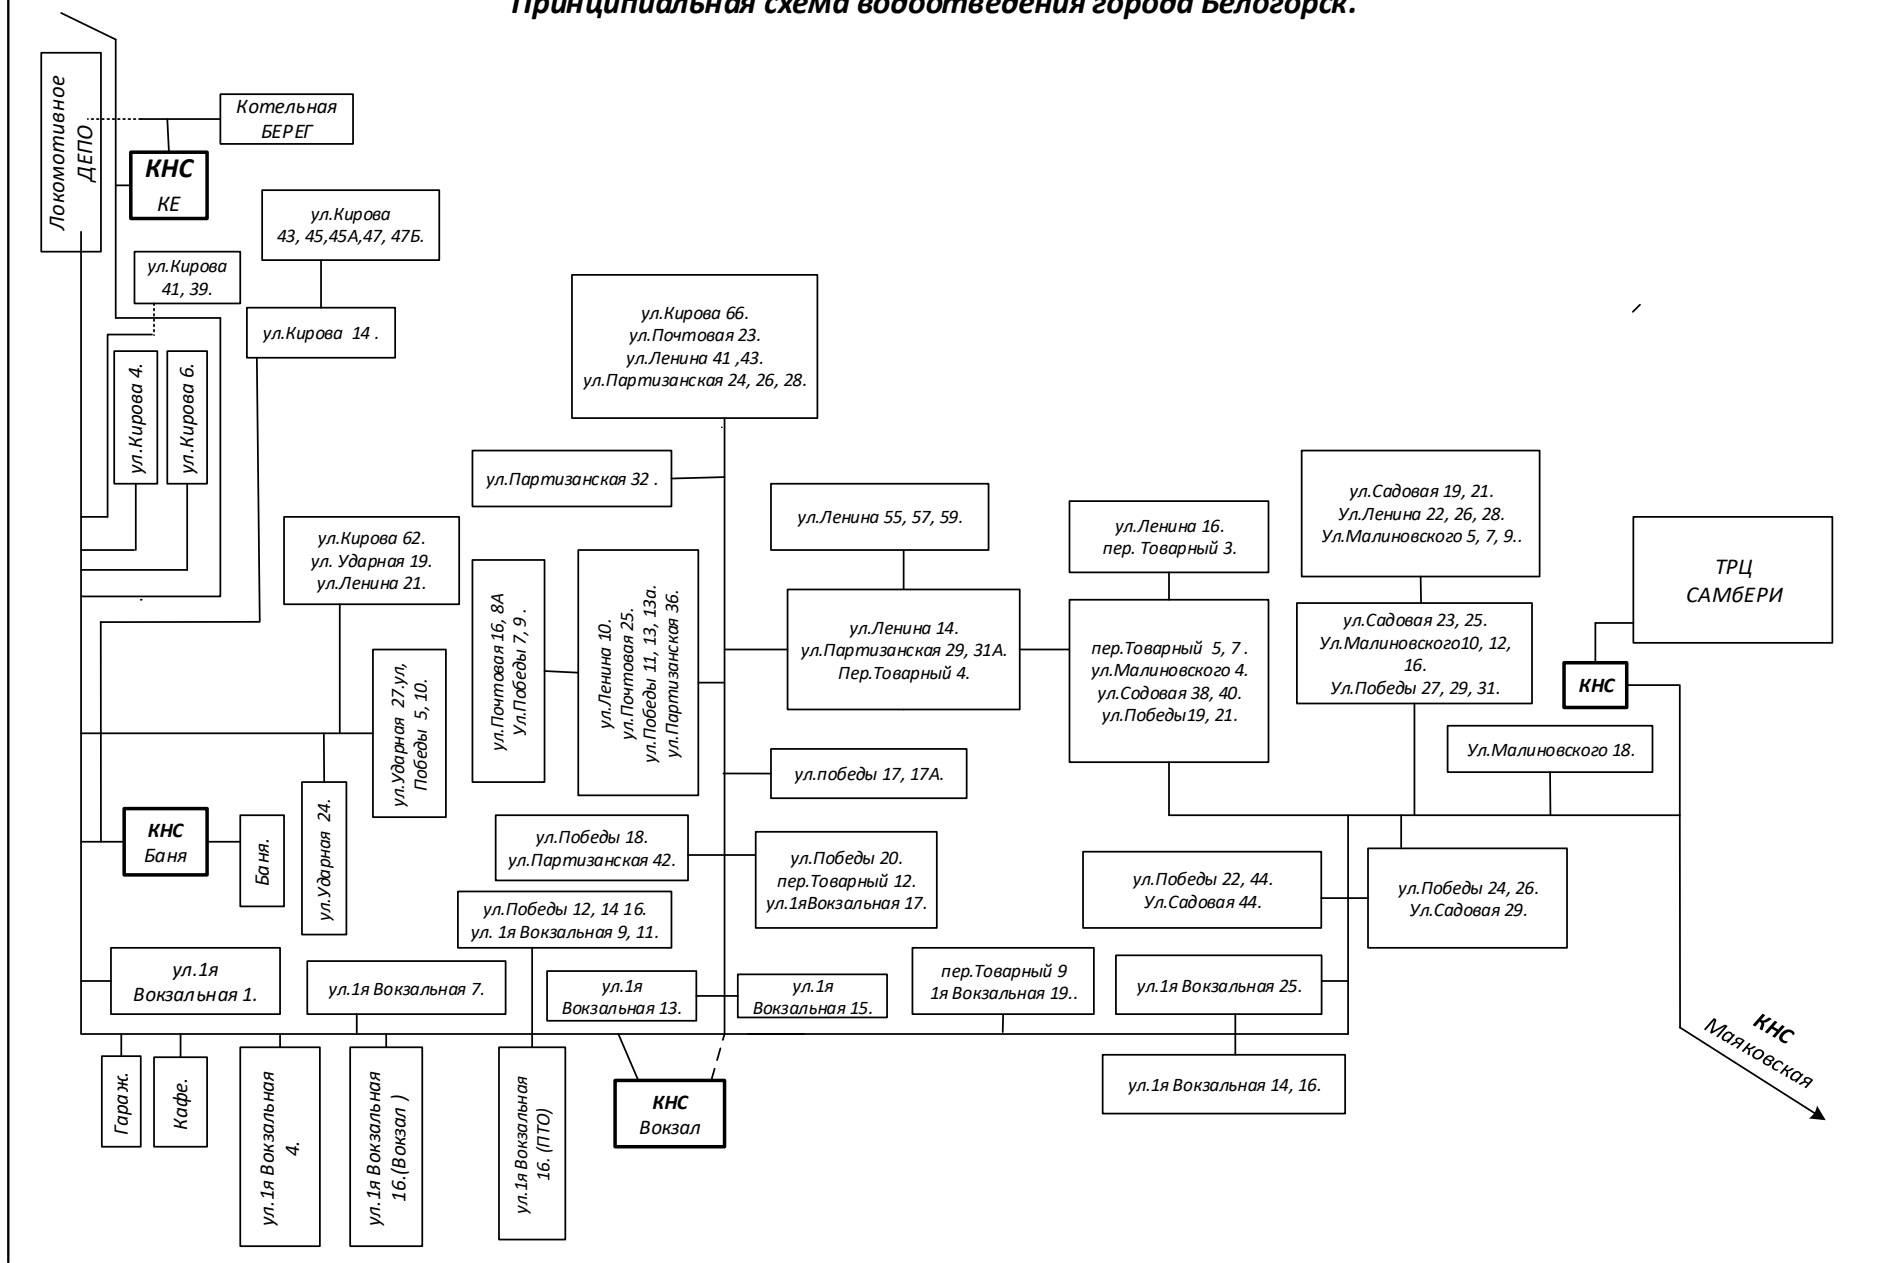 Принципиальная схема водоотведения города Белогорск.
Локомотивное
ДЕПО
Котельная
БЕРЕГ
КНС
КЕ
ул.Кирова
43, 45,45А,47, 47Б.
ул.Кирова
41, 39.
ул.Кирова 14 .
ул.Кирова 4.
ул.Кирова 6.
ул.Кирова 66.
ул.Почтовая 23.
ул.Ленина 41 ,43.
ул.Партизанская 24, 26, 28.
ул.Партизанская 32 .
ул.Кирова 62.
ул. Ударная 19.
ул.Ленина 21.
ул.Почтовая 16, 8А
Ул.Победы 7, 9 .
ул.Ленина 10.
ул.Почтовая 25.
ул.Победы 11, 13, 13а.
ул.Партизанская 36.
ул.Ленина 55, 57, 59.
ул.Ленина 14.
ул.Партизанская 29, 31А.
Пер.Товарный 4.
ул.Ленина 16.
пер. Товарный 3.
пер.Товарный 5, 7 .
ул.Малиновского 4.
ул.Содовая 38, 40.
ул.Победы19, 21.
ул.Садовая 19, 21.
Ул.Ленина 22, 26, 28.
Ул.Малиновского 5, 7, 9..
ул.Садовая 23, 25.
Ул.Малиновского10, 12,
16.
Ул.Победы 27, 29, 31.
ТРЦ
САМбЕРИ
КНС
Ул.Малиновского 18.
ул.Ударная 27.ул,
Победы 5, 10.
ул.Ударная 24.
КНС
Баня
Баня.
ул.победы 17, 17А.
ул.Победы 18.
ул.Партизанская 42.
ул.Победы 20.
пер.Товарный 12.
ул.1яВокзальная 17.
ул.Победы 22, 44.
Ул.Садовая 44.
ул.Победы 24, 26.
Ул.Садовая 29.
ул.Победы 12, 14 16.
ул. 1я Вокзальная 9, 11.
ул.1я
Вокзальная 1.
ул.1я Вокзальная 7.
ул.1я
Вокзальная 13.
ул.1я
Вокзальная 15.
пер.Товарный 9
1я Вокзальная 19..
ул.1я Вокзальная 25.
Гараж.
Кафе.
ул.1я Вокзальная
4.
ул.1я Вокзальная
16.(Вокзал )
ул.1я Вокзальная
16. (ПТО)
КНС
Вокзал
ул.1я Вокзальная 14, 16.
КНС
Маяковская